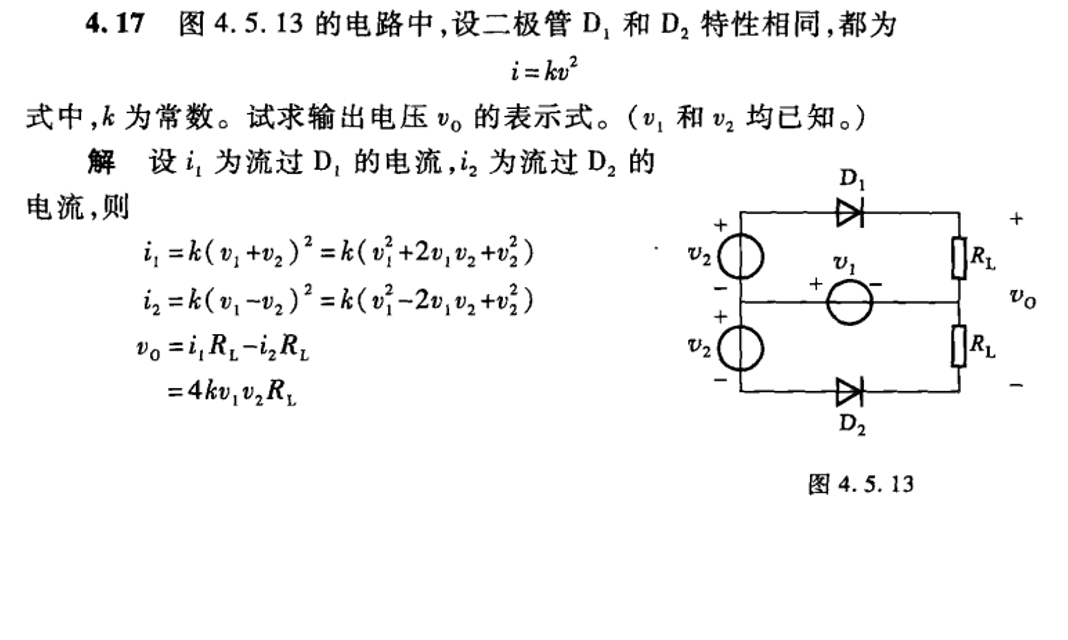 4.17 图 4.5.13 的电路中,设二极管 D₁ 和 D₂ 特性相同,都为
i=kv²
式中,k 为常数。试求输出电压 v₀ 的表示式。(v₁ 和 v₂ 均已知。)
解 设 i₁ 为流过 D₁ 的电流,i₂ 为流过 D₂ 的
电流,则
i₁=k(v₁+v₂)²=k(v₁²+2v₁v₂+v₂²)
i₂=k(v₁-v₂)²=k(v₁²-2v₁v₂+v₂²)
v₀=i₁R_L-i₂R_L
=4kv₁v₂R_L
D₁
+ +
v₂ R_L
v₁
- + -
v₀
+
v₂ R_L
- -
D₂
图 4.5.13